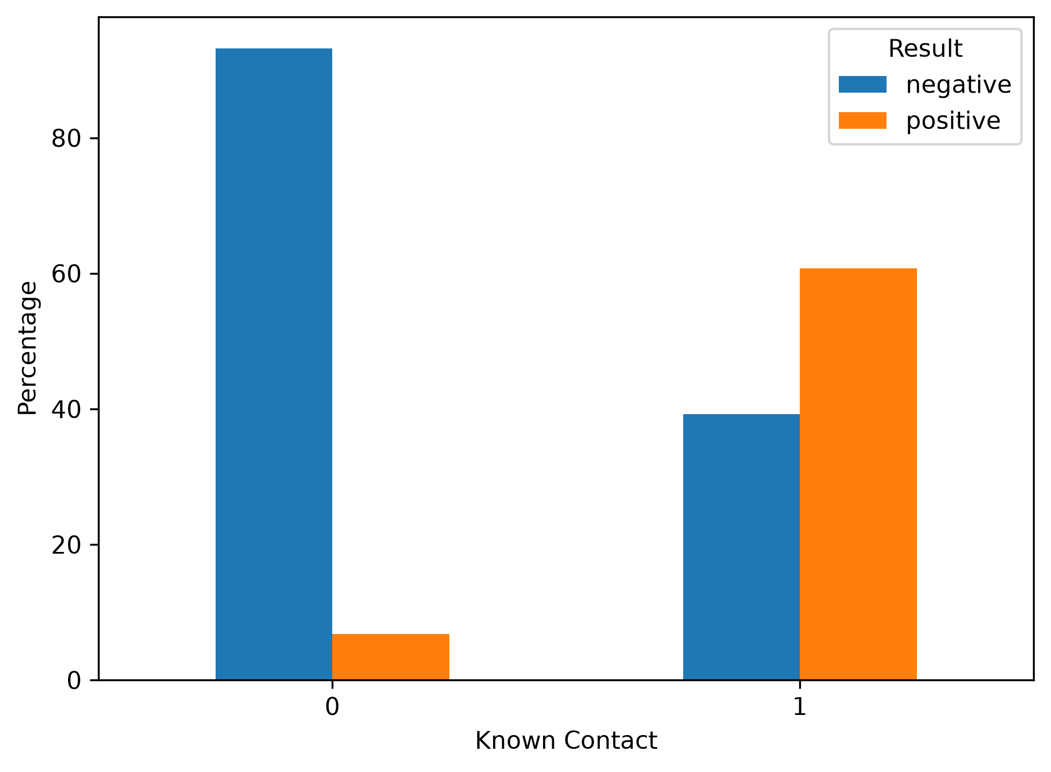 Result
negative
positive
Percentage
80
60
40
20
0
0 1
Known Contact